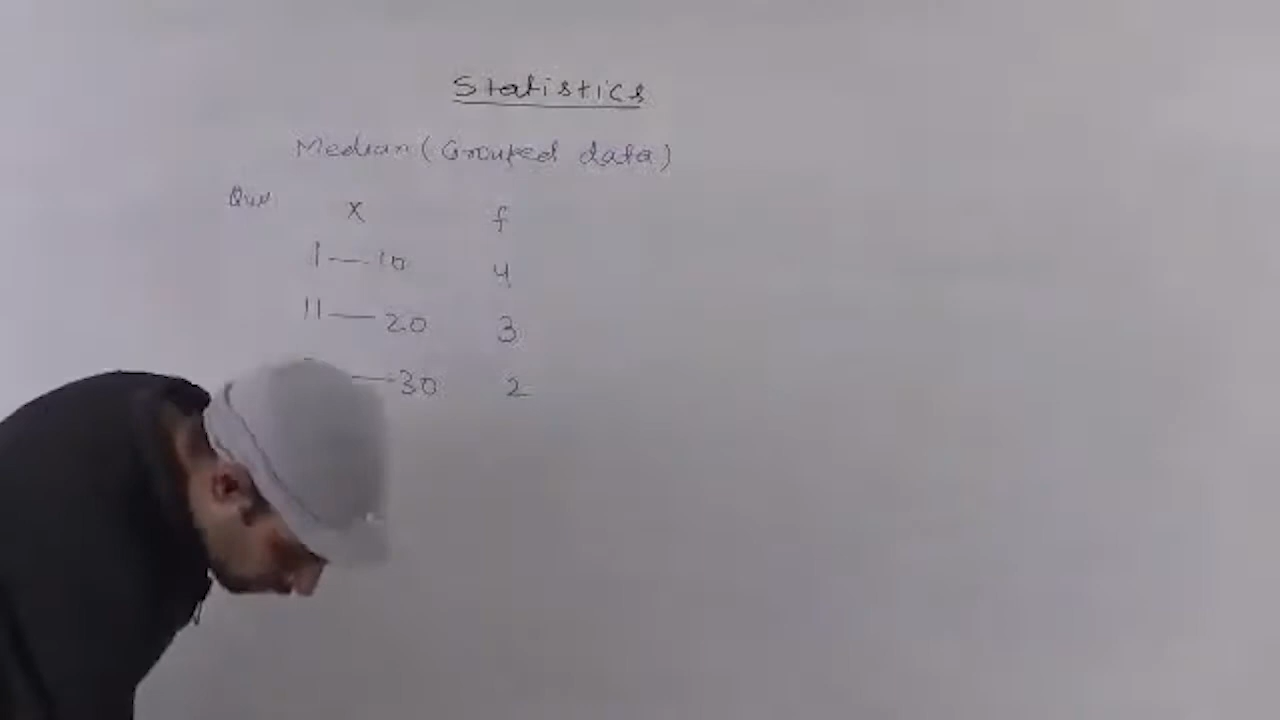 Statistics
Median (Grouped data)
Que. X f
1—10 4
11—20 3
—30 2